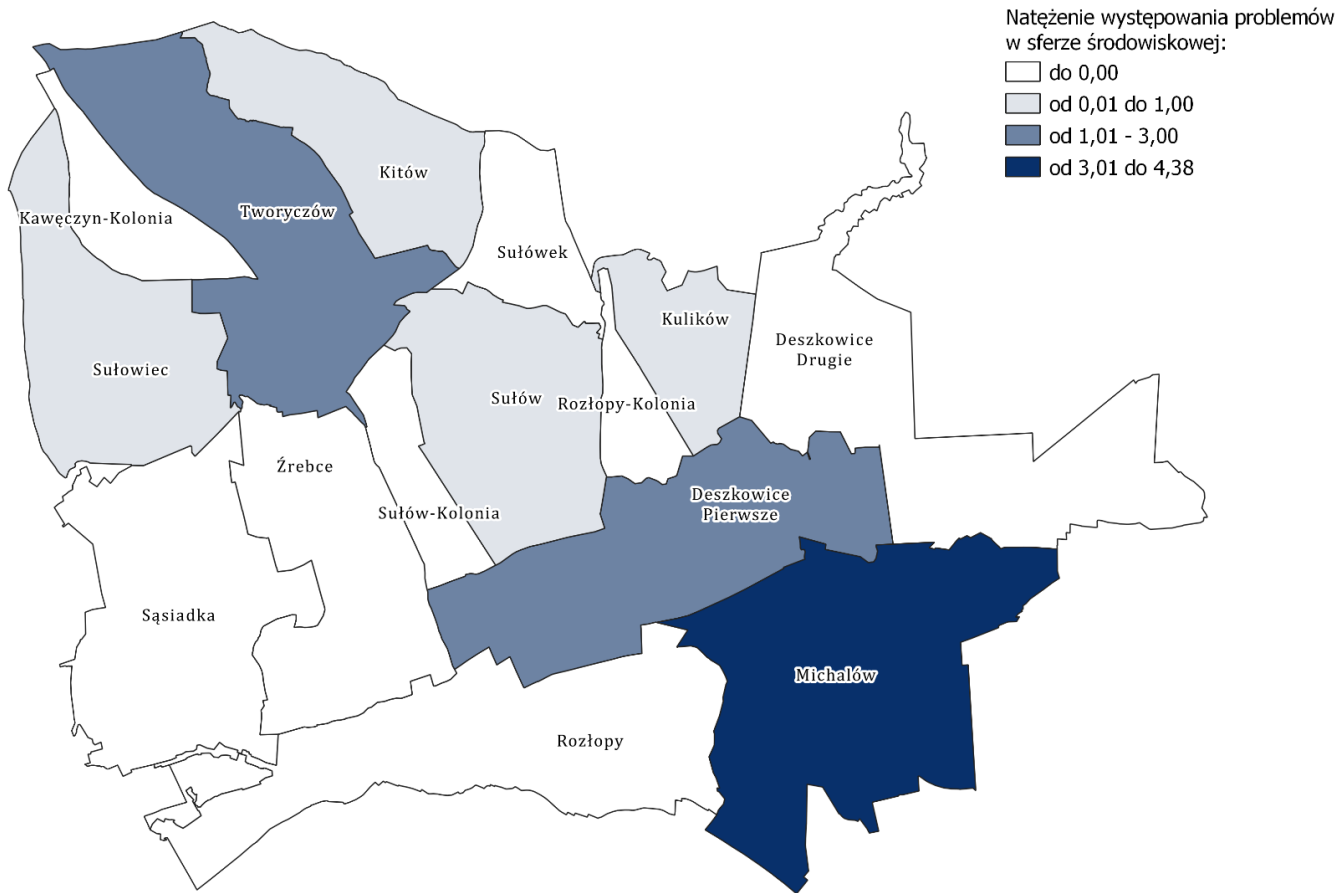 Natężenie występowania problemów
w sferze środowiskowej:
do 0,00
od 0,01 do 1,00
od 1,01 - 3,00
od 3,01 do 4,38
Kitów
Kawęczyn-Kolonia
Tworyczów
Sułówek
Kulików
Deszkowice
Drugie
Sułowiec
Sułów
Rozłopy-Kolonia
Źrebce
Deszkowice
Pierwsze
Sułów-Kolonia
Sąsiadka
Michalów
Rozłopy